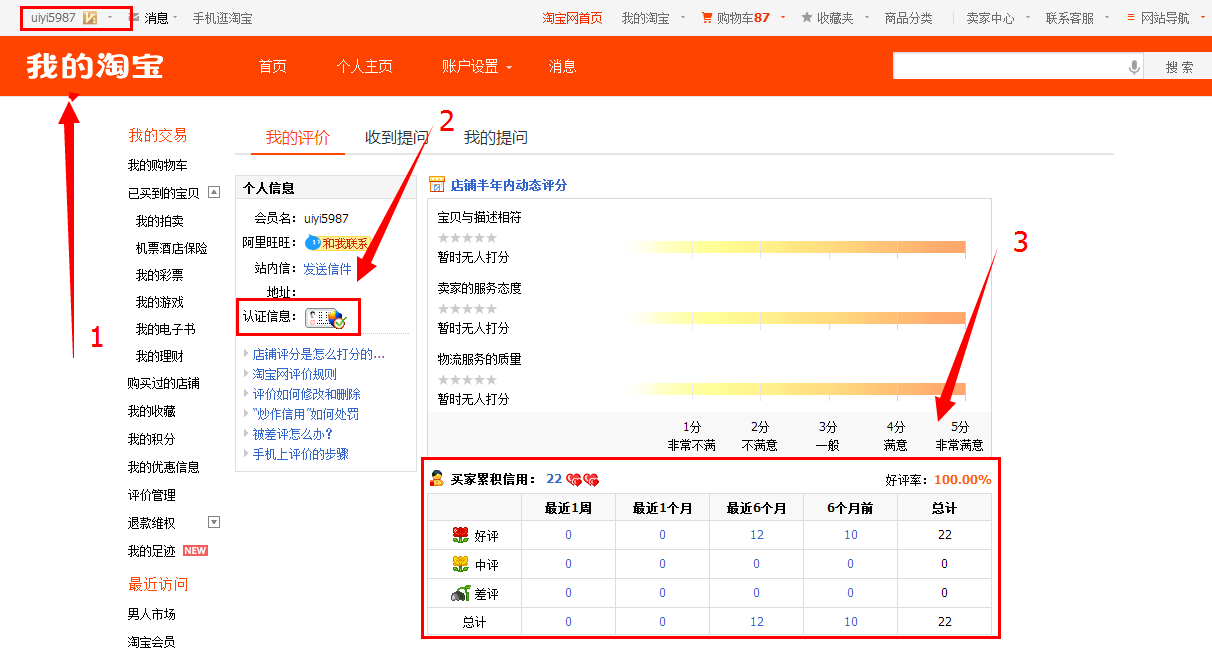 uiyi5987 消息 手机逛淘宝 淘宝网首页 我的淘宝 购物车87 收藏夹 商品分类 卖家中心 联系客服 网站导航
我的淘宝 首页 个人主页 账户设置 消息 搜索
2
我的交易
我的购物车
已买到的宝贝
我的拍卖
机票酒店保险
我的彩票
我的游戏
我的电子书
我的理财
购买过的店铺
我的收藏
我的积分
我的优惠信息
评价管理
退款维权
我的足迹 NEW
最近访问
男人市场
淘宝会员
1
我的评价 收到提问 我的提问
个人信息
会员名: uiyi5987
阿里旺旺: 和我联系
站内信: 发送信件
地址:
认证信息:
店铺评分是怎么打分的...
淘宝网评价规则
评价如何修改和删除
“炒作信用”如何处罚
被差评怎么办?
手机上评价的步骤
店铺半年内动态评分
宝贝与描述相符
暂时无人打分
卖家的服务态度
暂时无人打分
物流服务的质量
暂时无人打分
3
1分 2分 3分 4分 5分
非常不满 不满意 一般 满意 非常满意
买家累积信用: 22 好评率: 100.00%
最近1周 最近1个月 最近6个月 6个月前 总计
好评 0 0 12 10 22
中评 0 0 0 0 0
差评 0 0 0 0 0
总计 0 0 12 10 22